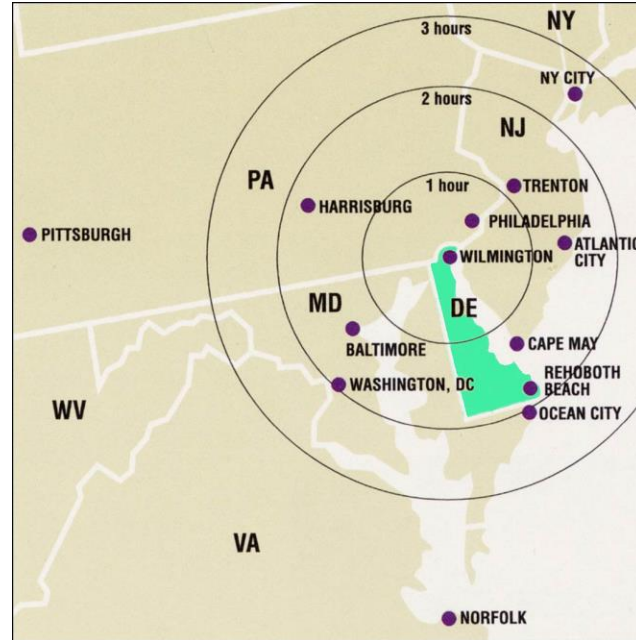 NY
3 hours
NY CITY
2 hours
NJ
PA
1 hour
TRENTON
HARRISBURG
PHILADELPHIA
PITTSBURGH
ATLANTIC
CITY
WILMINGTON
MD
DE
BALTIMORE
CAPE MAY
REHOBOTH
BEACH
WASHINGTON, DC
OCEAN CITY
WV
VA
NORFOLK